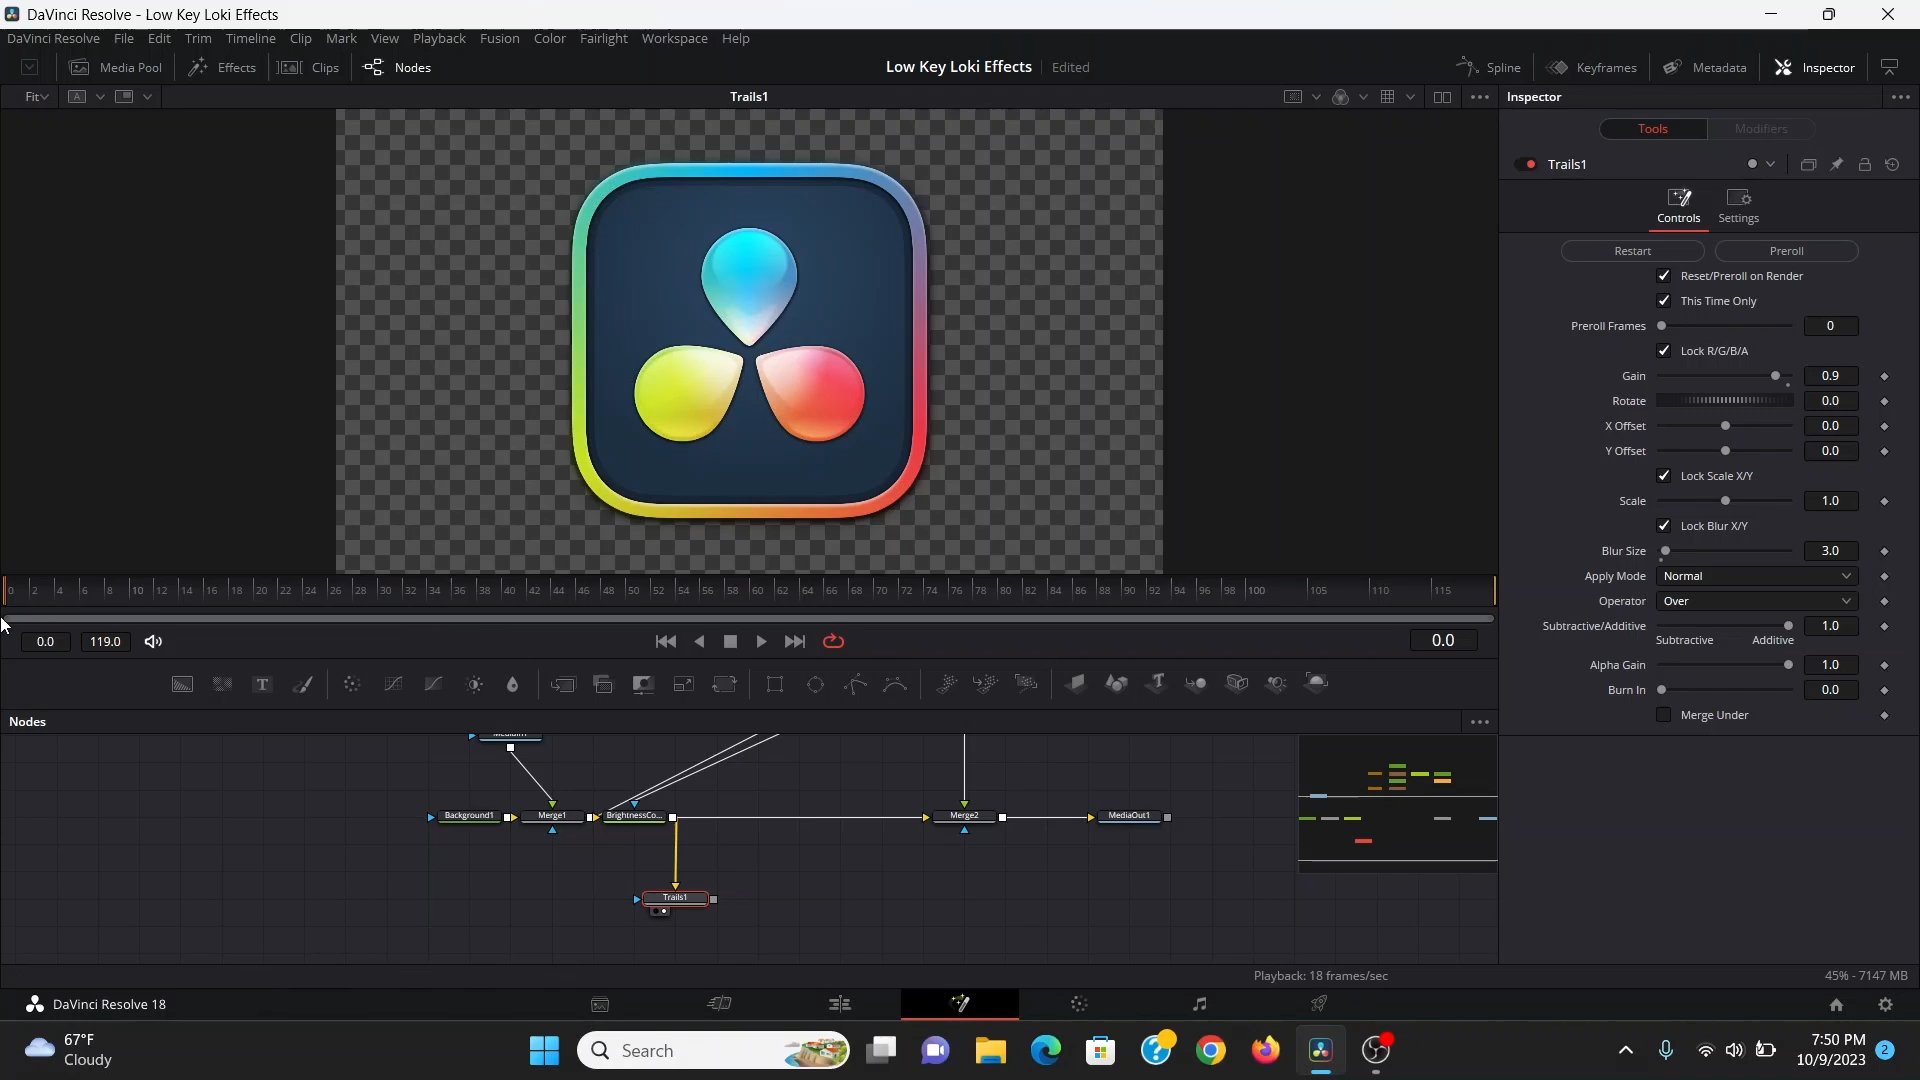 DaVinci Resolve - Low Key Loki Effects
DaVinci Resolve File Edit Trim Timeline Clip Mark View Playback Fusion Color Fairlight Workspace Help
Media Pool Effects Clips Nodes Low Key Loki Effects Edited Spline Keyframes Metadata Inspector
Fit A Trails1 Inspector
Tools Modifiers
Trails1
Controls Settings
Restart Preroll
Reset/Preroll on Render
This Time Only
Preroll Frames 0
Lock R/G/B/A
Gain 0.9
Rotate 0.0
X Offset 0.0
Y Offset 0.0
Lock Scale X/Y
Scale 1.0
Lock Blur X/Y
Blur Size 3.0
Apply Mode Normal
Operator Over
Subtractive/Additive 1.0
Subtractive Additive
Alpha Gain 1.0
Burn In 0.0
Merge Under
0 2 4 6 8 10 12 14 16 18 20 22 24 26 28 30 32 34 36 38 40 42 44 46 48 50 52 54 56 58 60 62 64 66 68 70 72 74 76 78 80 82 84 86 88 90 92 94 96 98 100 105 110 115
0.0 119.0 0.0
T
Nodes
Background1 Merge1 BrightnessCo... Merge2 MediaOut1
Trails1
Playback: 18 frames/sec 45% - 7147 MB
DaVinci Resolve 18
67°F
Cloudy
Search
7:50 PM
10/9/2023
2